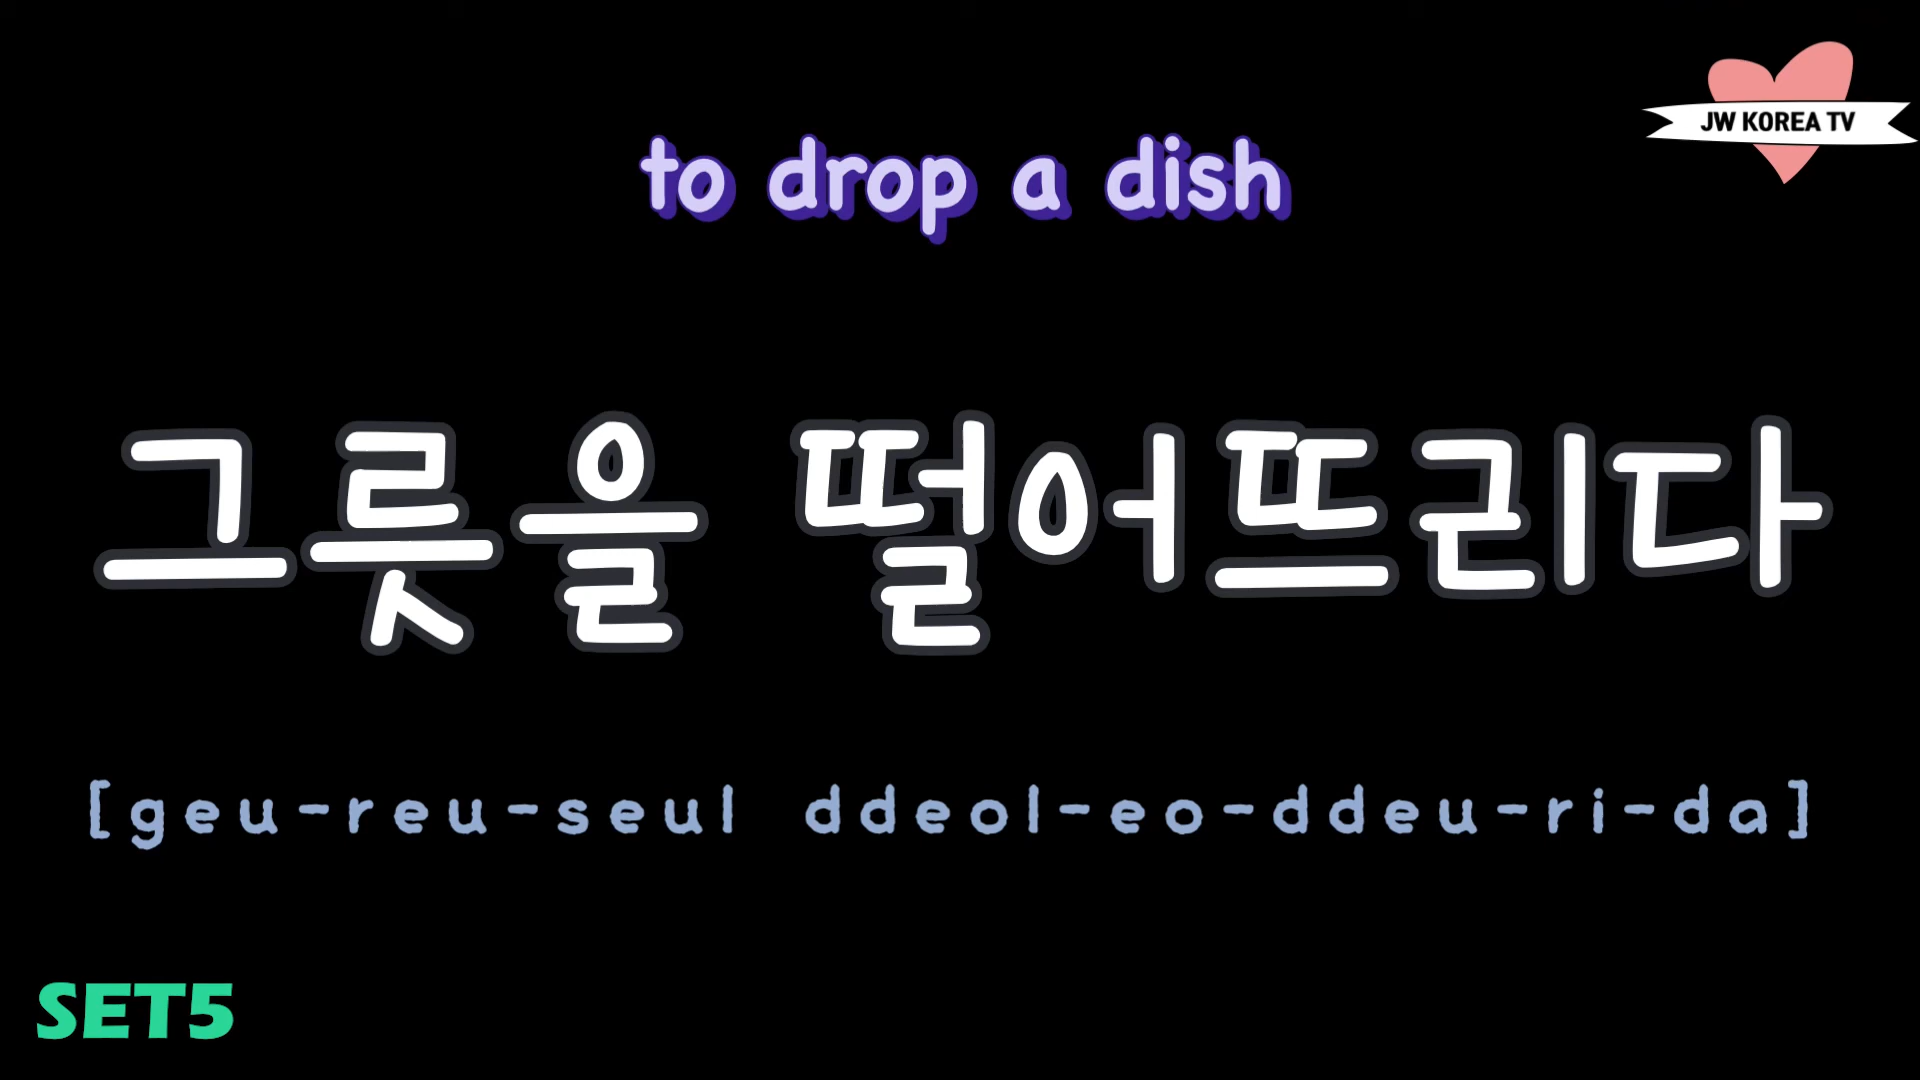 JW KOREA TV
to drop a dish
그릇을 떨어뜨리다
[geu-reu-seul ddeol-eo-ddeu-ri-da]
SET5